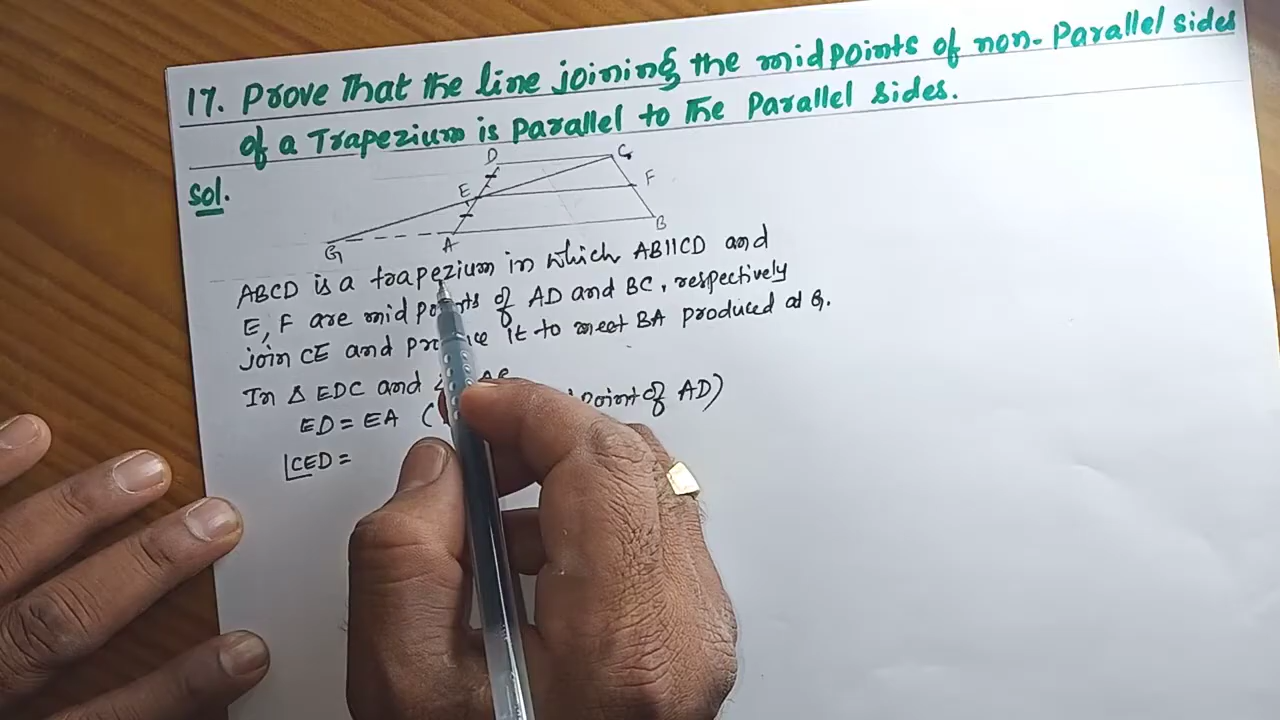 17. Prove That the line joining the midpoints of non-Parallel sides
of a Trapezium is parallel to The Parallel sides.
Sol.
D C
E F
G A B
ABCD is a trapezium in which AB||CD and
E, F are mid points of AD and BC, respectively
join CE and produce it to meet BA produced at G.
In Δ EDC and
ED = EA ( point of AD)
∠CED =